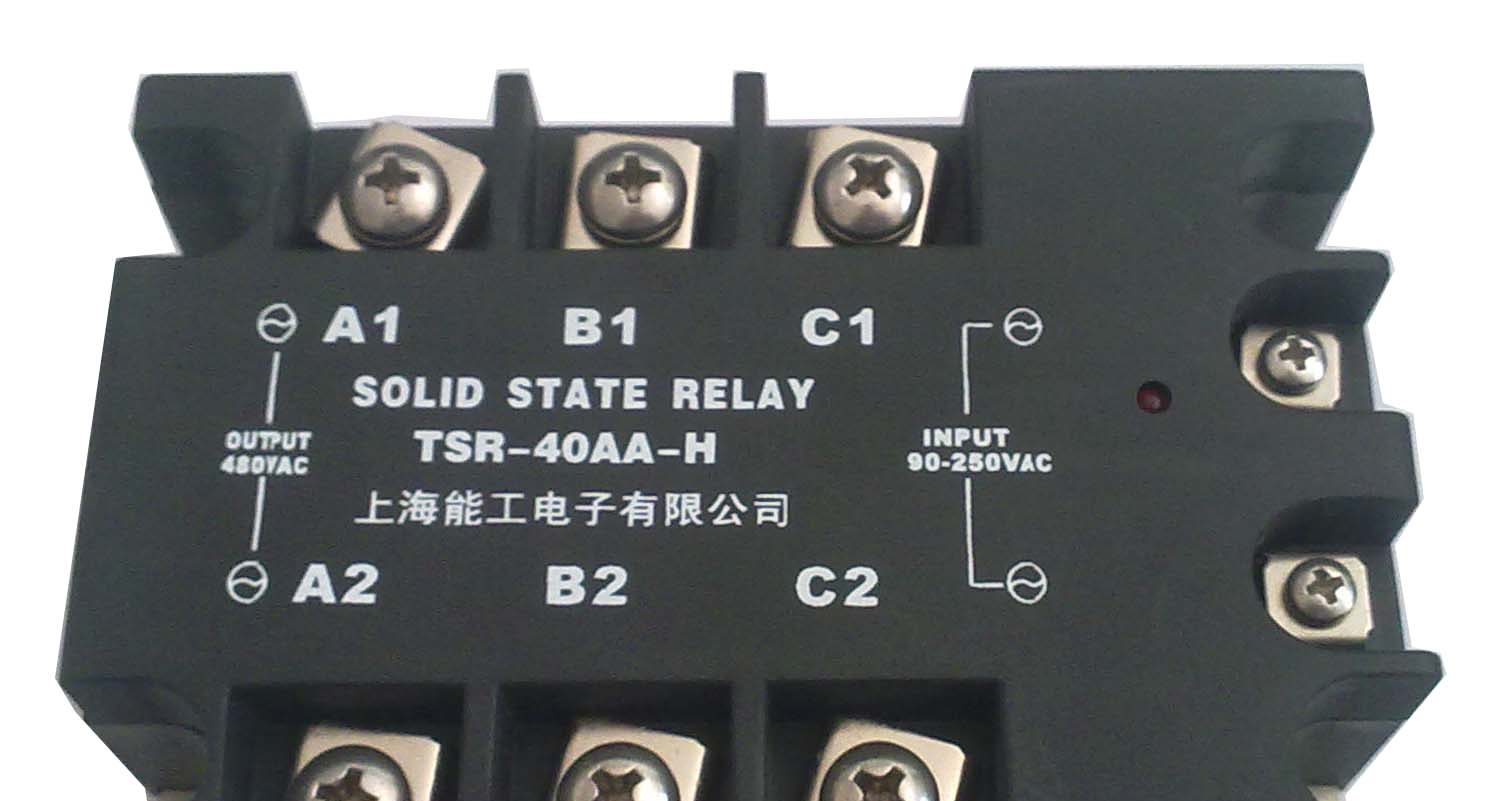 A1 B1 C1
SOLID STATE RELAY
OUTPUT
480VAC
TSR-40AA-H
INPUT
90-250VAC
上海能工电子有限公司
A2 B2 C2